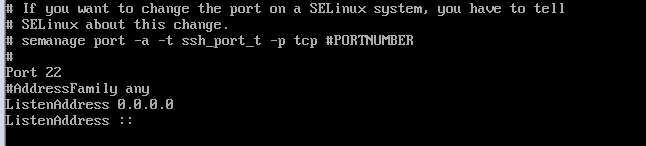 # If you want to change the port on a SELinux system, you have to tell
# SELinux about this change.
# semanage port -a -t ssh_port_t -p tcp #PORTNUMBER
#
Port 22
#AddressFamily any
ListenAddress 0.0.0.0
ListenAddress ::